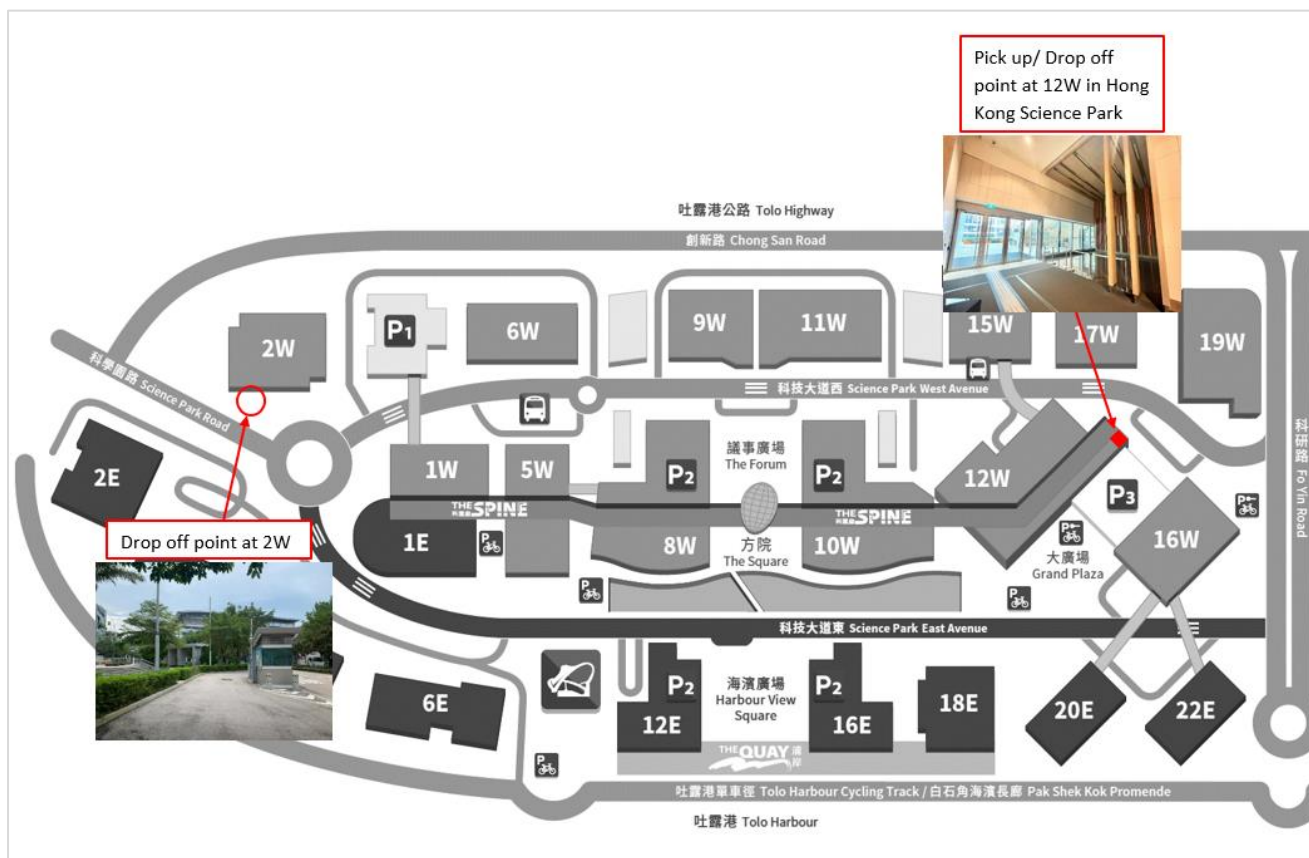 Pick up/ Drop off
point at 12W in Hong
Kong Science Park
吐露港公路 Tolo Highway
創新路 Chong San Road
科學園路 Science Park Road
2W
P1
6W
9W
11W
15W
17W
19W
科技大道西 Science Park West Avenue
科研路 Fo Yin Road
2E
1W
5W
P2
議事廣場
The Forum
P2
12W
P3
THE SPINE
THE SPINE
1E
P
8W
方院
The Square
10W
P
大廣場
Grand Plaza
16W
P
P
P
Drop off point at 2W
科技大道東 Science Park East Avenue
6E
P2
12E
海濱廣場
Harbour View
Square
P2
16E
18E
20E
22E
THE QUAY
P
吐露港單車徑 Tolo Harbour Cycling Track / 白石角海濱長廊 Pak Shek Kok Promende
吐露港 Tolo Harbour